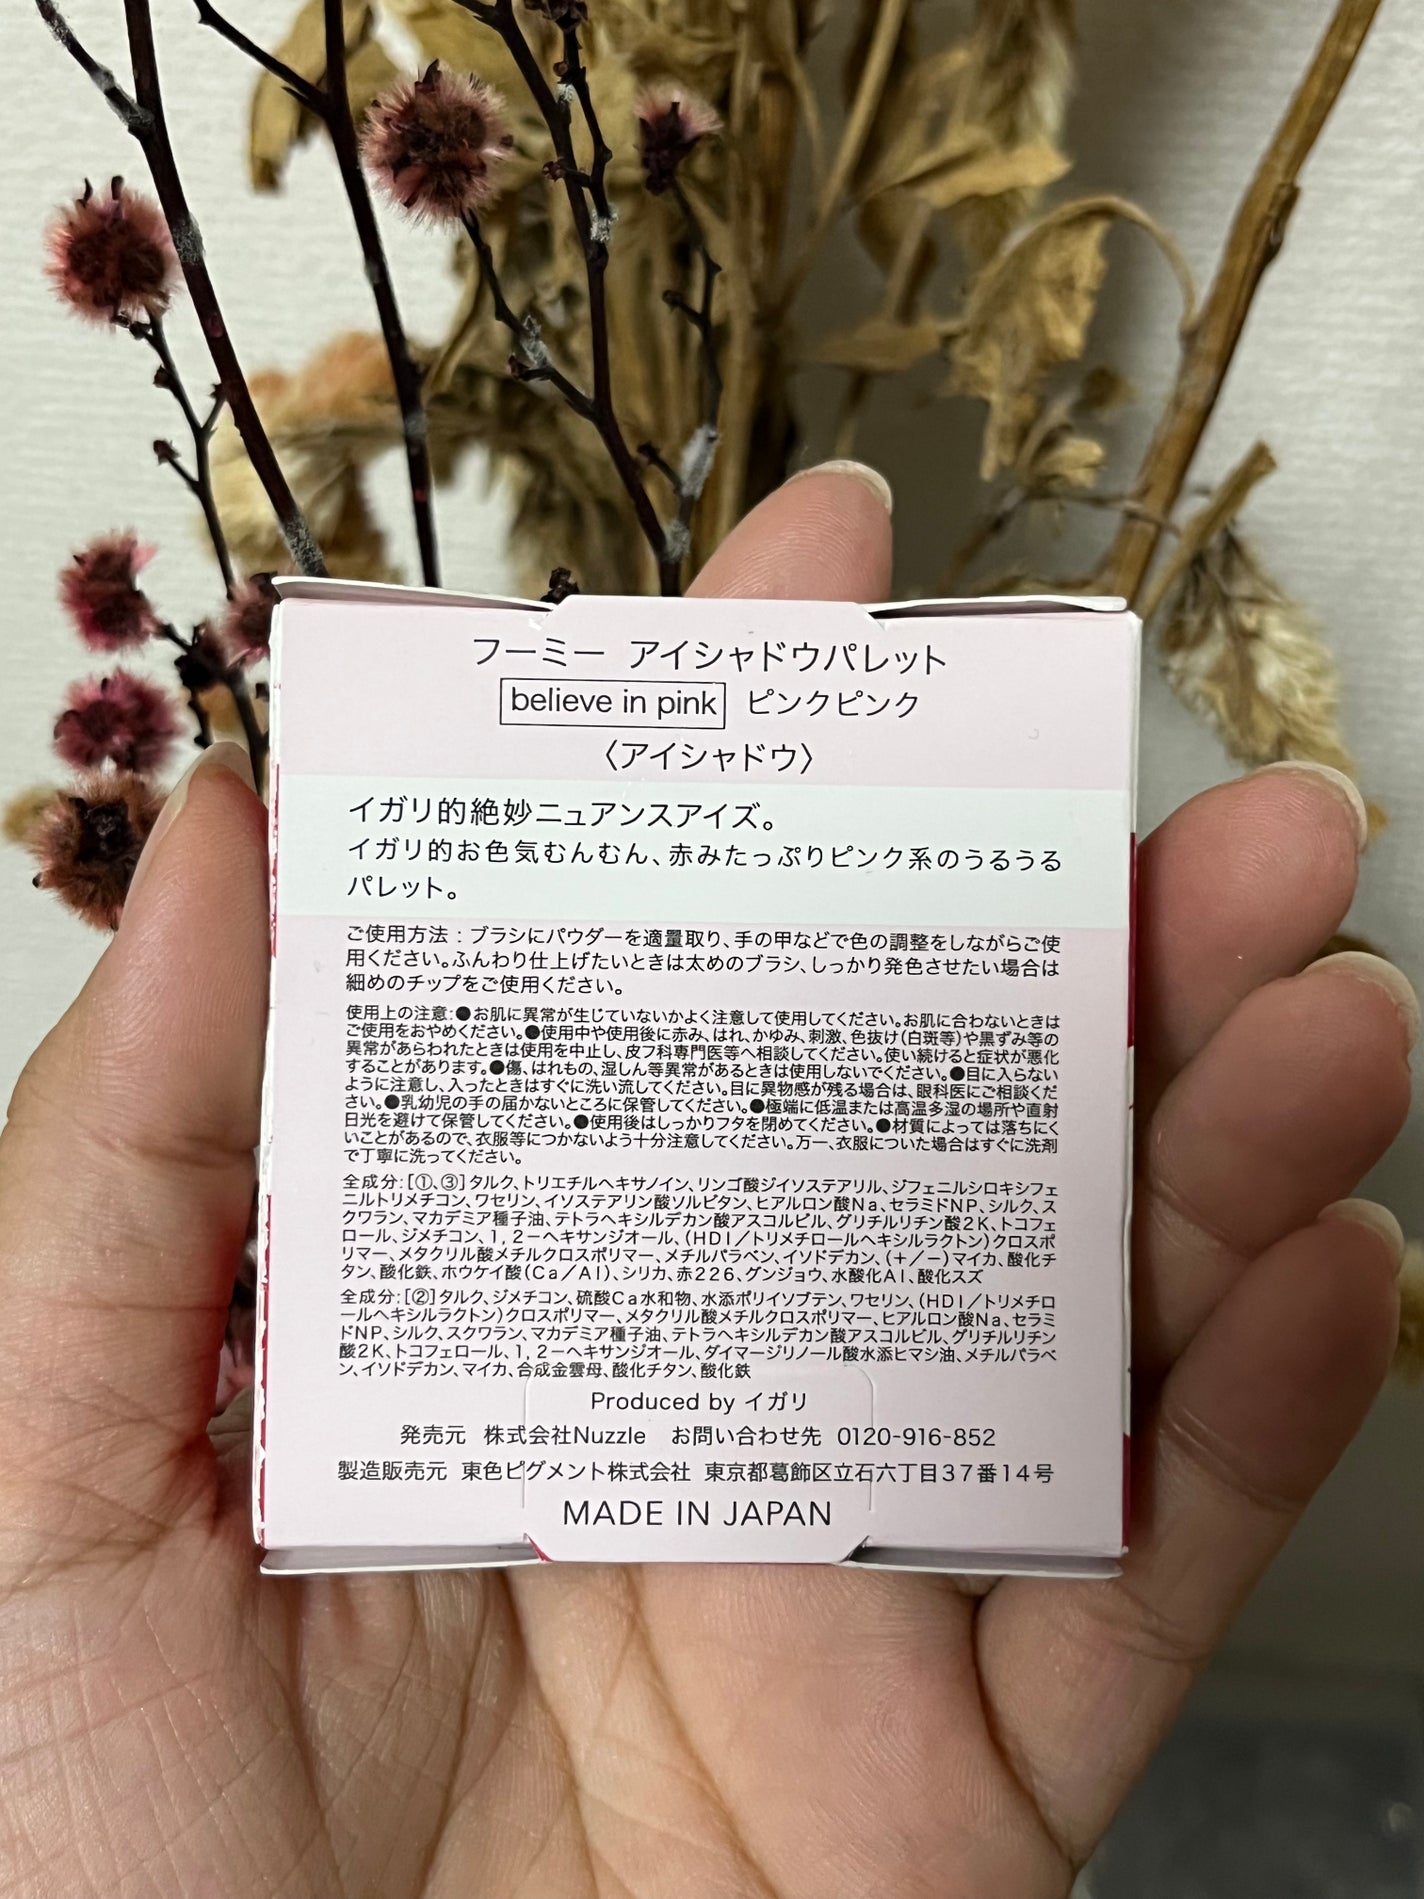 フーミー アイシャドウパレット
believe in pink ピンクピンク
〈アイシャドウ〉
イガリ的絶妙ニュアンスアイズ。
イガリ的お色気むんむん、赤みたっぷりピンク系のうるうる
パレット。
ご使用方法：ブラシにパウダーを適量取り、手の甲などで色の調整をしながらご使
用ください。ふんわり仕上げたいときは太めのブラシ、しっかり発色させたい場合は
細めのチップをご使用ください。
使用上の注意:●お肌に異常が生じていないかよく注意して使用してください。お肌に合わないときは
ご使用をおやめください。●使用中や使用後に赤み、はれ、かゆみ、刺激、色抜け(白斑等)や黒ずみ等の
異常があらわれたときは使用を中止し、皮フ科専門医等へ相談してください。使い続けると症状が悪化
することがあります。●傷、はれもの、湿しん等異常があるときは使用しないでください。●目に入らない
ように注意し、入ったときはすぐに洗い流してください。目に異物感が残る場合は、眼科医にご相談くだ
さい。●乳幼児の手の届かないところに保管してください。●極端に低温または高温多湿の場所や直射
日光を避けて保管してください。●使用後はしっかりフタを閉めてください。●材質によっては落ちにく
いことがあるので、衣服等につかないよう十分注意してください。万一、衣服についた場合はすぐに洗剤
で丁寧に洗ってください。
全成分:[①、③]タルク、トリエチルヘキサノイン、リンゴ酸ジイソステアリル、ジフェニルシロキシフェ
ニルトリメチコン、ワセリン、イソステアリン酸ソルビタン、ヒアルロン酸Na、セラミドNP、シルク、ス
クワラン、マカデミア種子油、テトラヘキシルデカン酸アスコルビル、グリチルリチン酸2K、トコフェ
ロール、ジメチコン、1,2－ヘキサンジオール、(HDI／トリメチロールヘキシルラクトン)クロスポ
リマー、メタクリル酸メチルクロスポリマー、メチルパラベン、イソドデカン、(+/－)マイカ、酸化チ
タン、酸化鉄、ホウケイ酸(Ca／Al)、シリカ、赤226、グンジョウ、水酸化Al、酸化スズ
全成分:[②]タルク、ジメチコン、硫酸Ca水和物、水添ポリイソブテン、ワセリン、(HDI／トリメチロ
ールヘキシルラクトン)クロスポリマー、メタクリル酸メチルクロスポリマー、ヒアルロン酸Na、セラミ
ドNP、シルク、スクワラン、マカデミア種子油、テトラヘキシルデカン酸アスコルビル、グリチルリチン
酸2K、トコフェロール、1,2－ヘキサンジオール、ダイマージリノール酸水添ヒマシ油、メチルパラベ
ン、イソドデカン、マイカ、合成金雲母、酸化チタン、酸化鉄
Produced by イガリ
発売元 株式会社Nuzzle お問い合わせ先 0120-916-852
製造販売元 東色ピグメント株式会社 東京都葛飾区立石六丁目37番14号
MADE IN JAPAN